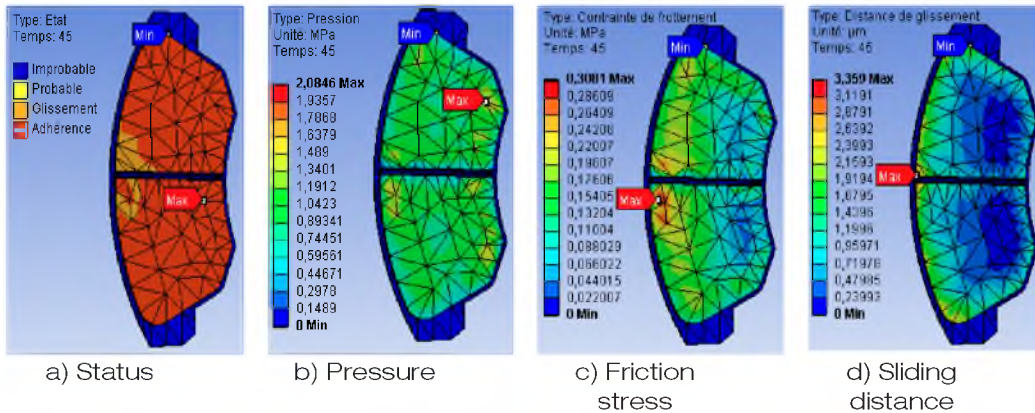 Type: Etat
Temps: 45
Min
Improbable
Probable
Glissement
Adhérence
Max
a) Status
Type: Pression
Unité: MPa
Temps: 45
Min
2,0846 Max
1,9357
1,7868
1,6379
1,489
1,3401
1,1912
1,0423
0,89341
0,74451
0,59561
0,44671
0,2978
0,1489
0 Min
Max
b) Pressure
Type: Contrainte de frottement
Unité: MPa
Temps: 45
Min
0,3081 Max
0,28609
0,26409
0,24208
0,22007
0,19807
0,17606
0,15405
0,13204
0,11004
0,088029
0,066022
0,044015
0,022007
0 Min
Max
c) Friction
stress
Type: Distance de glissement
Unité: µm
Temps: 45
Min
3,359 Max
3,1191
2,8791
2,6392
2,3993
2,1593
1,9194
1,6795
1,4396
1,1996
0,95971
0,71978
0,47985
0,23993
0 Min
Max
d) Sliding
distance